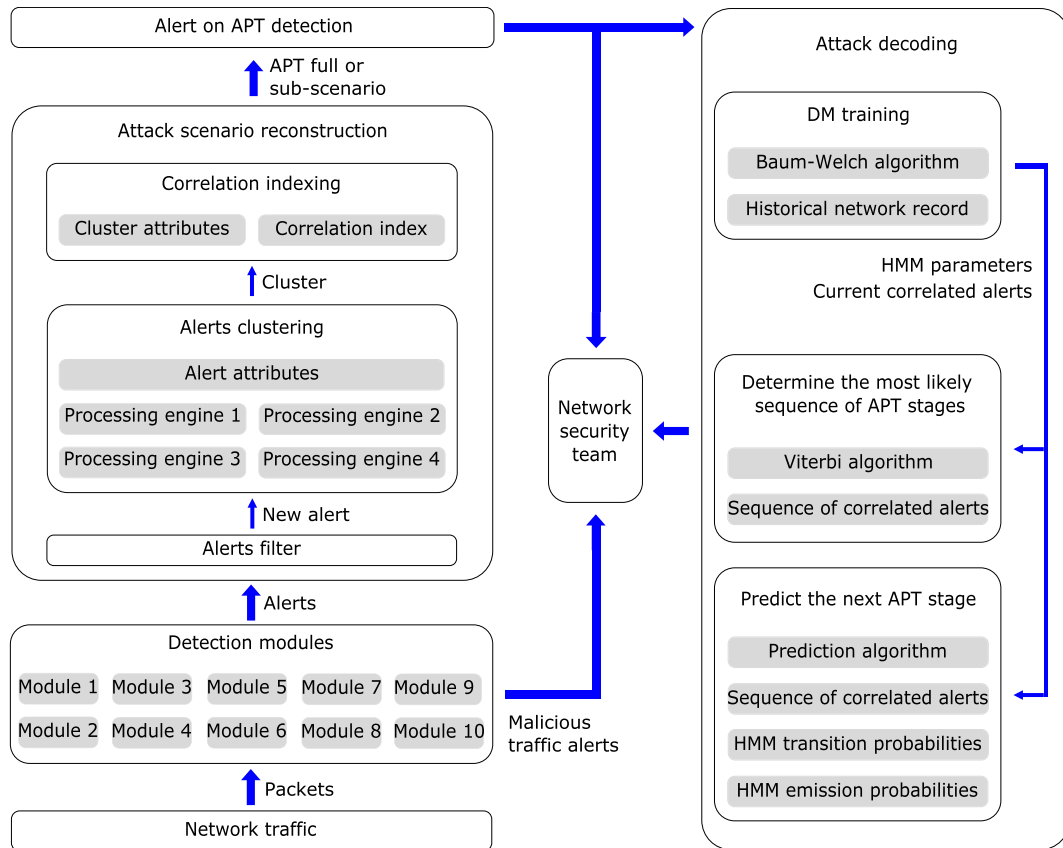 Alert on APT detection
APT full or
sub-scenario
Attack scenario reconstruction
Correlation indexing
Cluster attributes
Correlation index
Cluster
Alerts clustering
Alert attributes
Processing engine 1
Processing engine 2
Processing engine 3
Processing engine 4
New alert
Alerts filter
Alerts
Detection modules
Module 1
Module 3
Module 5
Module 7
Module 9
Module 2
Module 4
Module 6
Module 8
Module 10
Packets
Network traffic
Malicious
traffic alerts
Network
security
team
Attack decoding
DM training
Baum-Welch algorithm
Historical network record
HMM parameters
Current correlated alerts
Determine the most likely
sequence of APT stages
Viterbi algorithm
Sequence of correlated alerts
Predict the next APT stage
Prediction algorithm
Sequence of correlated alerts
HMM transition probabilities
HMM emission probabilities